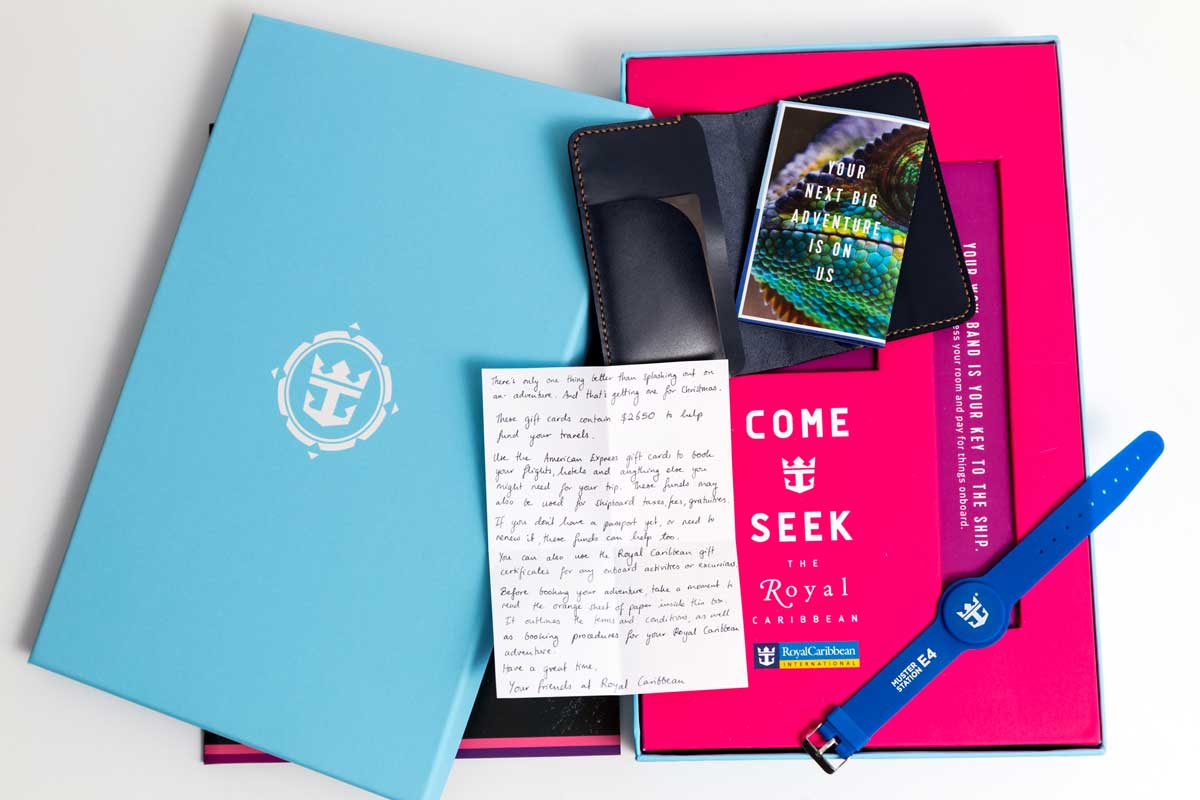 YOUR
NEXT BIG
ADVENTURE
IS ON
US
There's only one thing better than splashing out on
an adventure. And that's getting one for Christmas.
These gift cards contain $2650 to help
fund your travels.
Use the American Express gift cards to book
your flights, hotels and anything else you
might need for your trip. These funds may
also be used for shipboard taxes, fees, gratuities.
If you don't have a passport yet, or need to
renew it, these funds can help too.
You can also use the Royal Caribbean gift
certificates for any onboard activities or excursions.
Before booking your adventure, take a moment to
read the orange sheet of paper inside this box.
It outlines the terms and conditions, as well
as booking procedures for your Royal Caribbean
adventure.
Have a great time,
Your friends at Royal Caribbean
COME
SEEK
THE
Royal
CARIBBEAN
RoyalCaribbean
INTERNATIONAL
YOUR WOW BAND IS YOUR KEY TO THE SHIP.
your room and pay for things onboard.
MUSTER
STATION E4